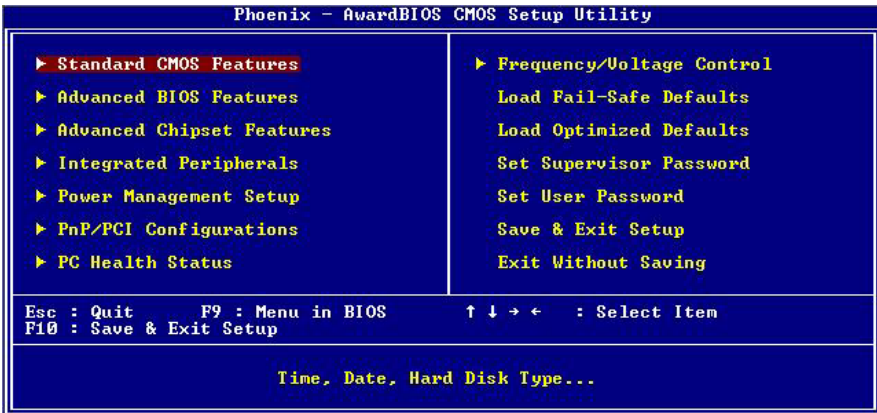 Phoenix - AwardBIOS CMOS Setup Utility
▶ Standard CMOS Features
▶ Advanced BIOS Features
▶ Advanced Chipset Features
▶ Integrated Peripherals
▶ Power Management Setup
▶ PnP/PCI Configurations
▶ PC Health Status
▶ Frequency/Voltage Control
Load Fail-Safe Defaults
Load Optimized Defaults
Set Supervisor Password
Set User Password
Save & Exit Setup
Exit Without Saving
Esc : Quit F9 : Menu in BIOS ↑ ↓ → ← : Select Item
F10 : Save & Exit Setup
Time, Date, Hard Disk Type...